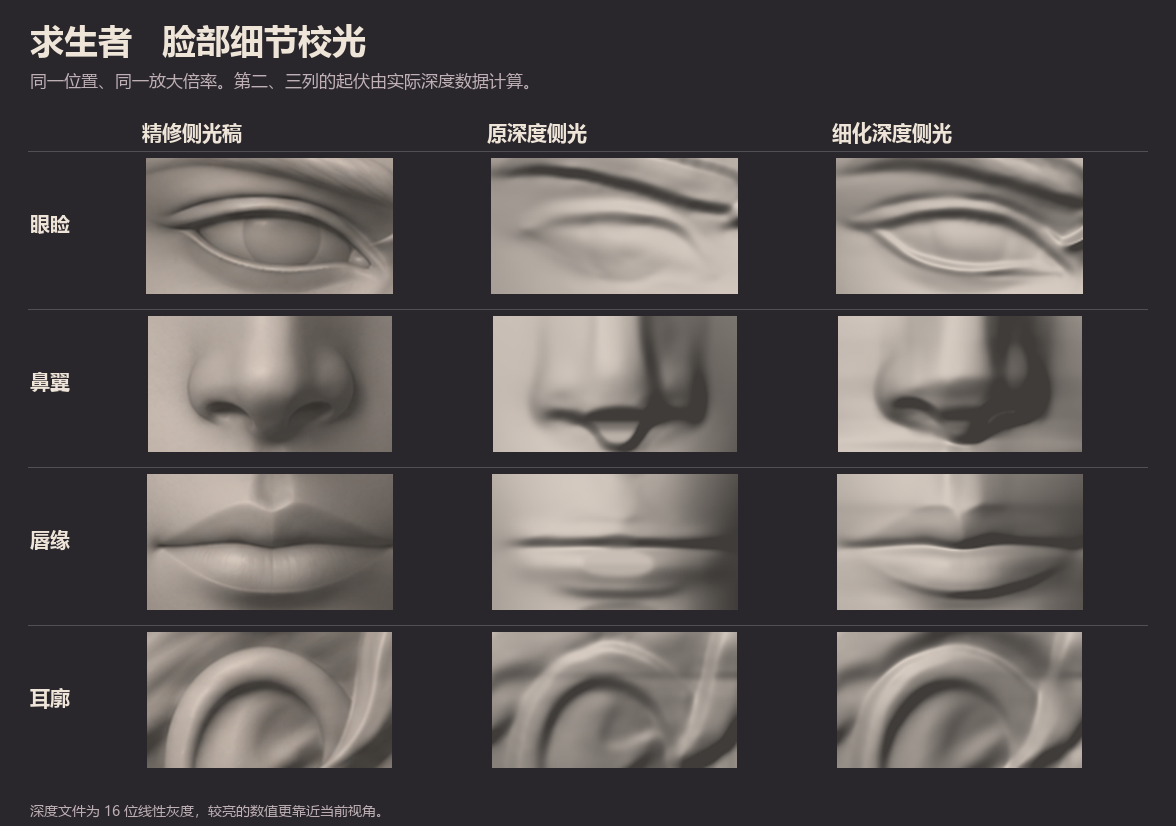 求生者 脸部细节校光
同一位置、同一放大倍率。第二、三列的起伏由实际深度数据计算。
精修侧光稿 原深度侧光 细化深度侧光
眼睑
鼻翼
唇缘
耳廓
深度文件为 16 位线性灰度，较亮的数值更靠近当前视角。